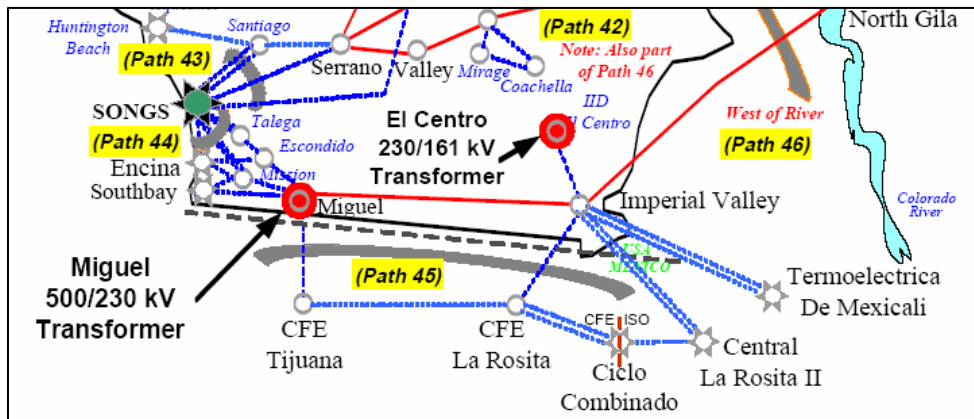 Huntington
Beach
Santiago
(Path 43)
Serrano
Valley
(Path 42)
Note: Also part
of Path 46
Mirage
Coachella
North Gila
SONGS
Talega
El Centro
230/161 kV
Transformer
IID
El Centro
West of River
(Path 46)
(Path 44)
Escondido
Encina
Mission
Southbay
Miguel
Imperial Valley
Colorado
River
USA
MEXICO
Miguel
500/230 kV
Transformer
(Path 45)
Termoelectrica
De Mexicali
CFE
Tijuana
CFE
La Rosita
CFE ISO
Ciclo
Combinado
Central
La Rosita II